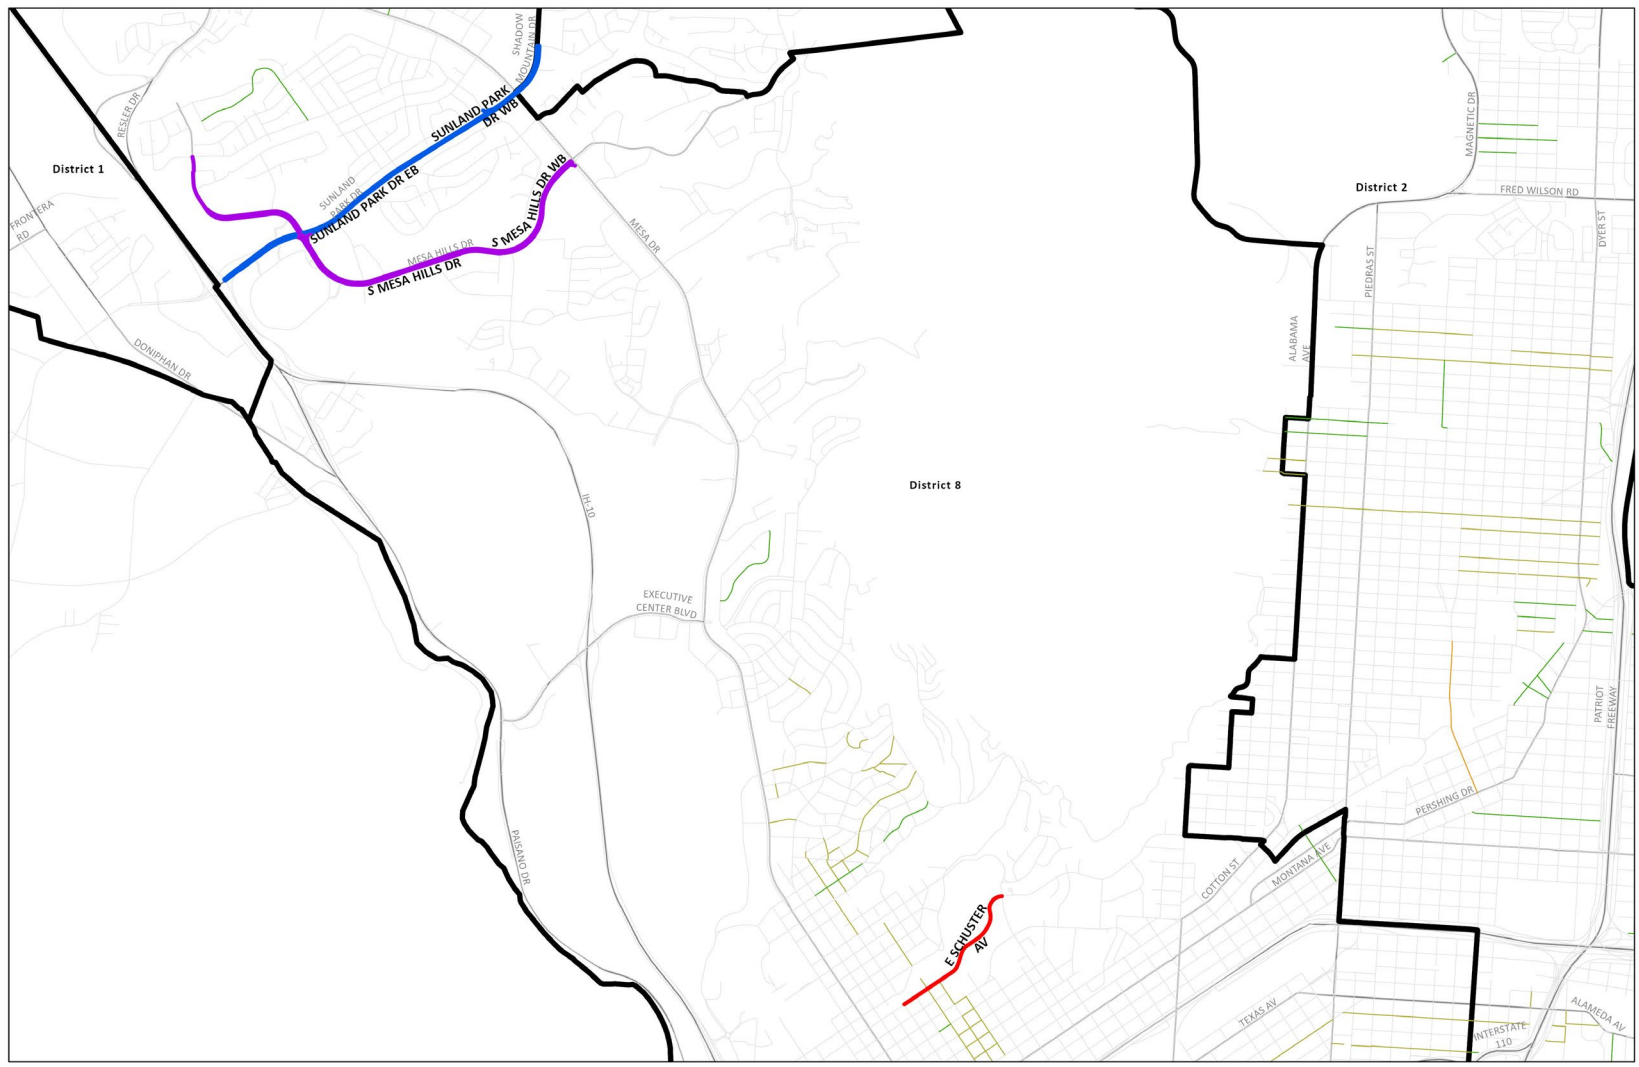 SHADOW
MOUNTAIN DR
SUNLAND PARK
DR WB
RESLER DR
MAGNETIC DR
District 1
SUNLAND
PARK DR
SUNLAND PARK DR EB
S MESA HILLS DR WB
District 2
FRED WILSON RD
FRONTERA
RD
MESA DR
DYER ST
MESA HILLS DR
S MESA HILLS DR
PIEDRAS ST
ALABAMA
AVE
DONIPHAN DR
District 8
IH-10
EXECUTIVE
CENTER BLVD
PATRIOT
FREEWAY
PERSHING DR
PAISANO DR
COTTON ST
MONTANA AVE
E SCHUSTER
AV
TEXAS AV
ALAMEDA AV
INTERSTATE
110